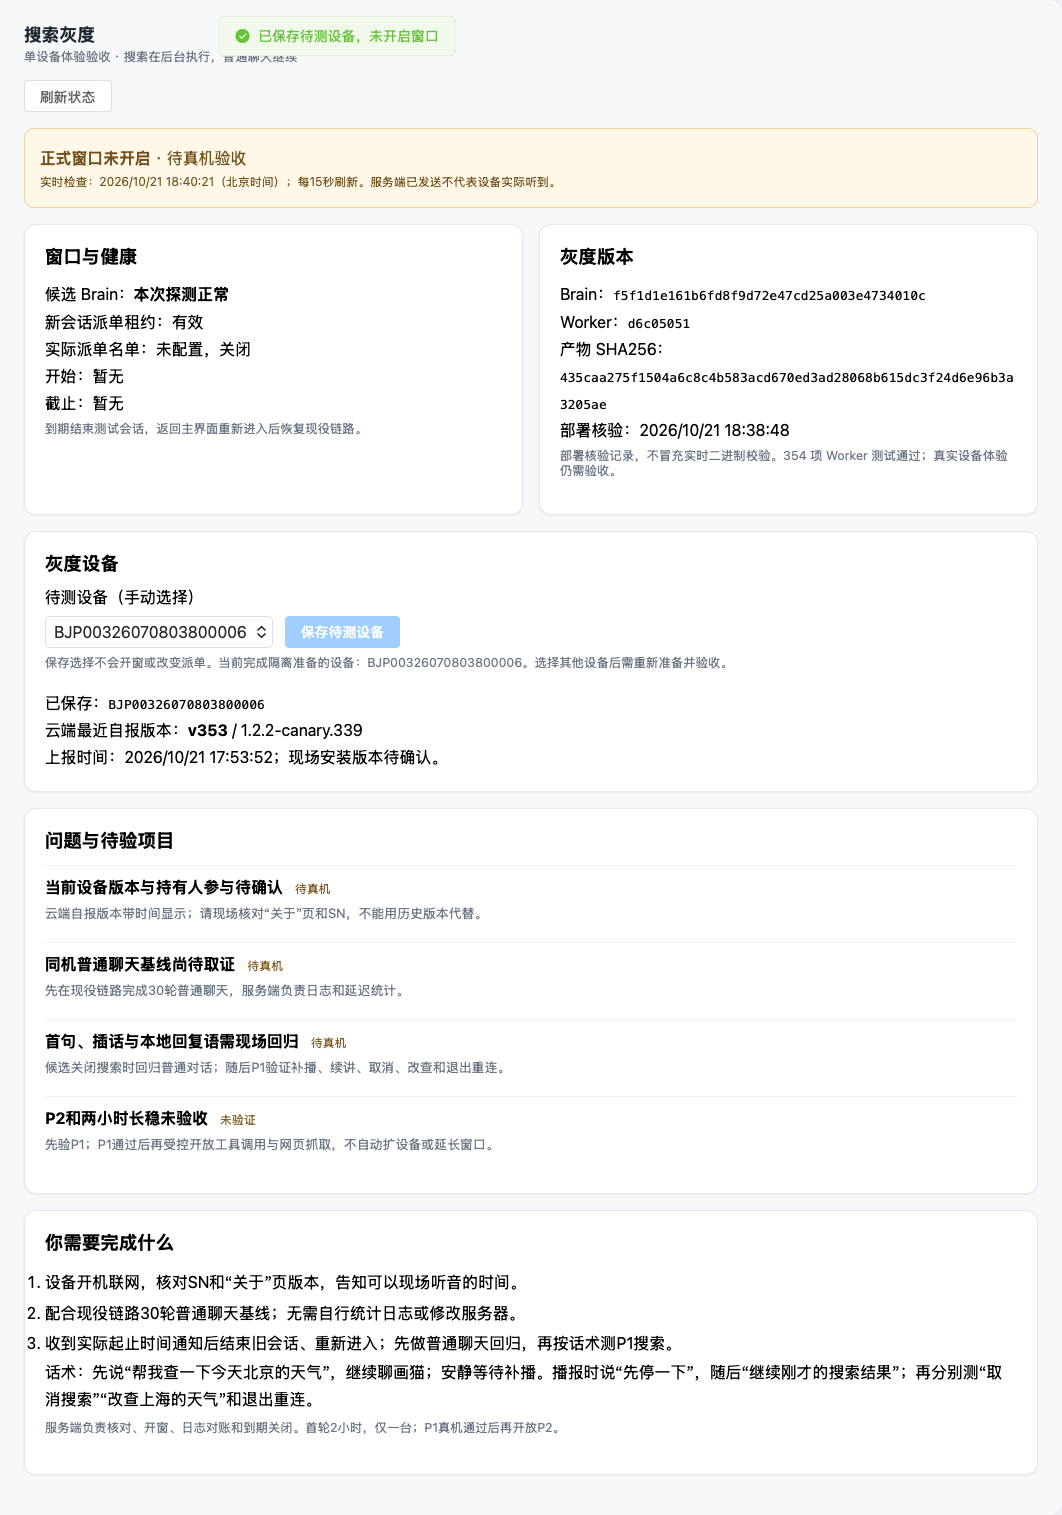 搜索灰度
已保存待测设备，未开启窗口
单设备体验验收 · 搜索在后台执行，普通聊天继续
刷新状态
正式窗口未开启 · 待真机验收
实时检查：2026/10/21 18:40:21（北京时间）；每15秒刷新。服务端已发送不代表设备实际听到。
窗口与健康
候选 Brain：本次探测正常
新会话派单租约：有效
实际派单名单：未配置，关闭
开始：暂无
截止：暂无
到期结束测试会话，返回主界面重新进入后恢复现役链路。
灰度版本
Brain：f5f1d1e161b6fd8f9d72e47cd25a003e4734010c
Worker：d6c05051
产物 SHA256：
435caa275f1504a6c8c4b583acd670ed3ad28068b615dc3f24d6e96b3a
3205ae
部署核验：2026/10/21 18:38:48
部署核验记录，不冒充实时二进制校验。354 项 Worker 测试通过；真实设备体验
仍需验收。
灰度设备
待测设备（手动选择）
BJP00326070803800006
保存待测设备
保存选择不会开窗或改变派单。当前完成隔离准备的设备：BJP00326070803800006。选择其他设备后需重新准备并验收。
已保存：BJP00326070803800006
云端最近自报版本：v353 / 1.2.2-canary.339
上报时间：2026/10/21 17:53:52；现场安装版本待确认。
问题与待验项目
当前设备版本与持有人参与待确认 待真机
云端自报版本带时间显示；请现场核对“关于”页和SN，不能用历史版本代替。
同机普通聊天基线尚待取证 待真机
先在现役链路完成30轮普通聊天，服务端负责日志和延迟统计。
首句、插话与本地回复语需现场回归 待真机
候选关闭搜索时回归普通对话；随后P1验证补播、续讲、取消、改查和退出重连。
P2和两小时长稳未验收 未验证
先验P1；P1通过后再受控开放工具调用与网页抓取，不自动扩设备或延长窗口。
你需要完成什么
1. 设备开机联网，核对SN和“关于”页版本，告知可以现场听音的时间。
2. 配合现役链路30轮普通聊天基线；无需自行统计日志或修改服务器。
3. 收到实际起止时间通知后结束旧会话、重新进入；先做普通聊天回归，再按话术测P1搜索。
话术：先说“帮我查一下今天北京的天气”，继续聊画猫；安静等待补播。播报时说“先停一下”，随后“继续刚才的搜索结果”；再分别测“取
消搜索”“改查上海的天气”和退出重连。
服务端负责核对、开窗、日志对账和到期关闭。首轮2小时，仅一台；P1真机通过后再开放P2。